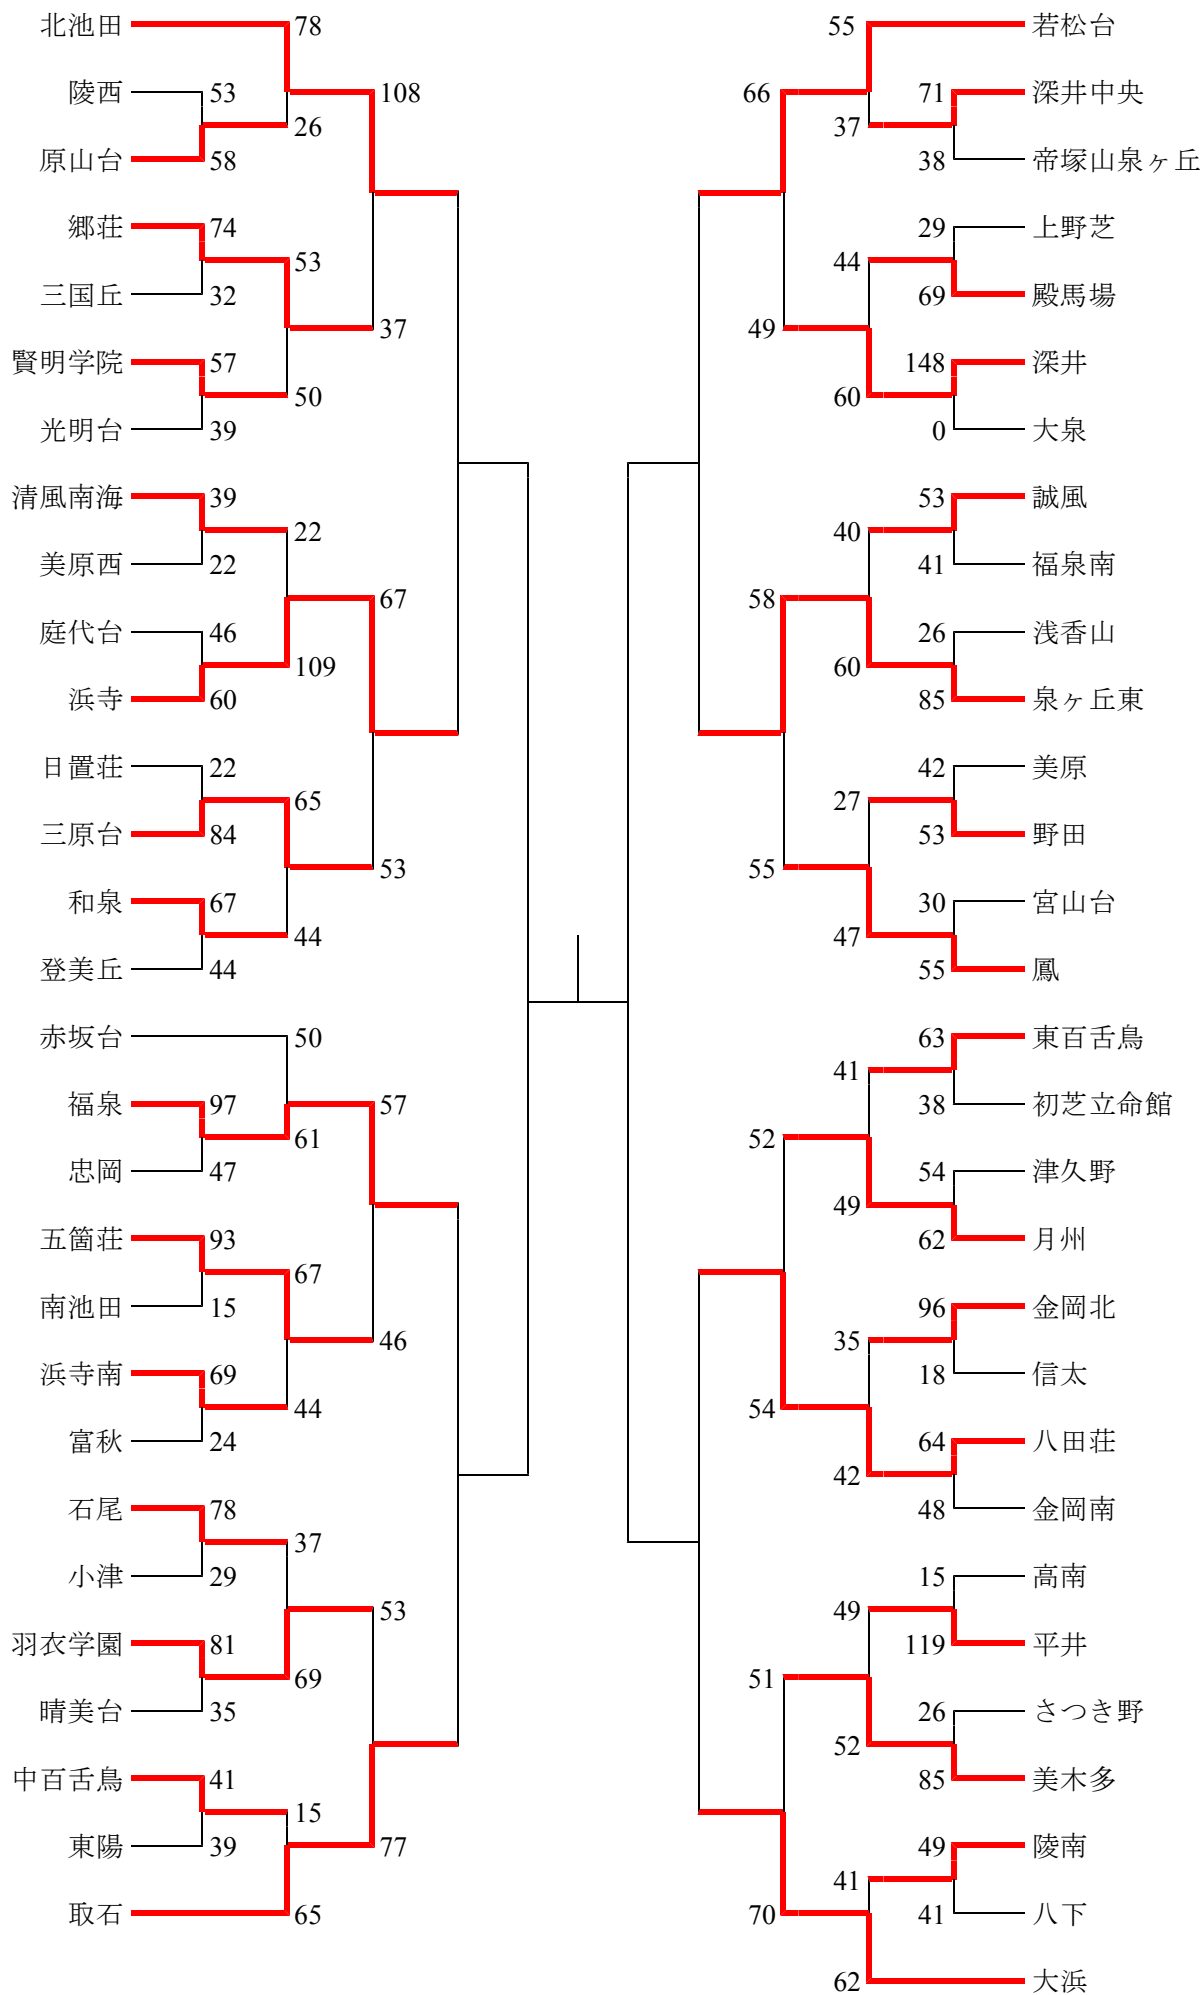 北池田 78 55 若松台
陵西 53 108 66 71 深井中央
26 37
原山台 58 38 帝塚山泉ヶ丘
郷荘 74 29 上野芝
53 44
三国丘 32 69 殿馬場
37 49
賢明学院 57 148 深井
50 60
光明台 39 0 大泉
清風南海 39 53 誠風
22 40
美原西 22 41 福泉南
67 58
庭代台 46 26 浅香山
109 60
浜寺 60 85 泉ヶ丘東
日置荘 22 42 美原
65 27
三原台 84 53 野田
53 55
和泉 67 30 宮山台
44 47
登美丘 44 55 鳳
赤坂台 50 63 東百舌鳥
41
福泉 97 57 38 初芝立命館
61 52
忠岡 47 54 津久野
49
五箇荘 93 62 月州
67
南池田 15 96 金岡北
46 35
浜寺南 69 18 信太
44 54
富秋 24 64 八田荘
42
石尾 78 48 金岡南
37
小津 29 15 高南
53 49
羽衣学園 81 119 平井
69 51
晴美台 35 26 さつき野
52
中百舌鳥 41 85 美木多
15
東陽 39 77 49 陵南
41
取石 65 70 41 八下
62 大浜